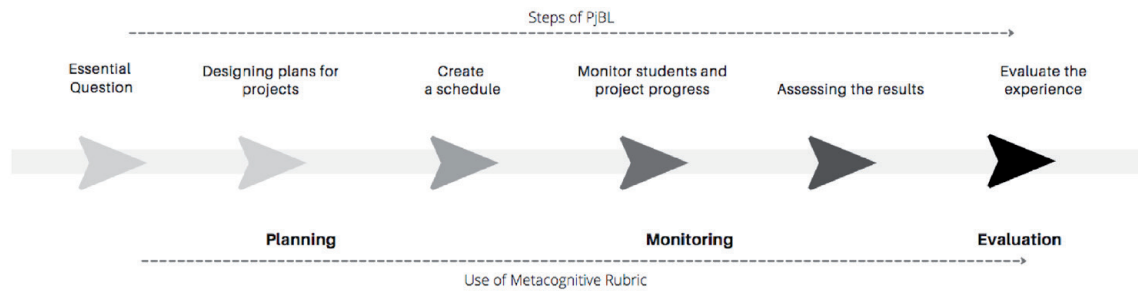 Steps of PjBL
Essential
Question
Designing plans for
projects
Create
a schedule
Monitor students and
project progress
Assessing the results
Evaluate the
experience
Planning
Monitoring
Evaluation
Use of Metacognitive Rubric